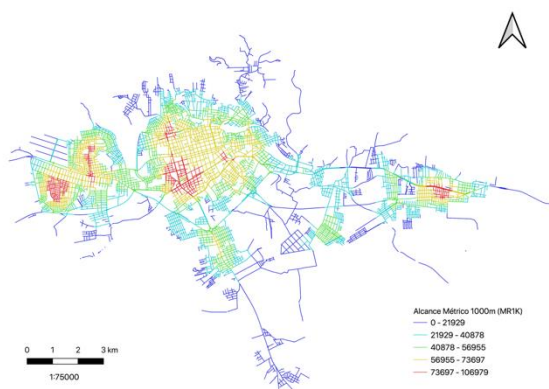 Alcance Métrico 1000m (MR1K)
0 - 21929
21929 - 40878
40878 - 56955
56955 - 73697
73697 - 106979
0 1 2 3 km
1:75000